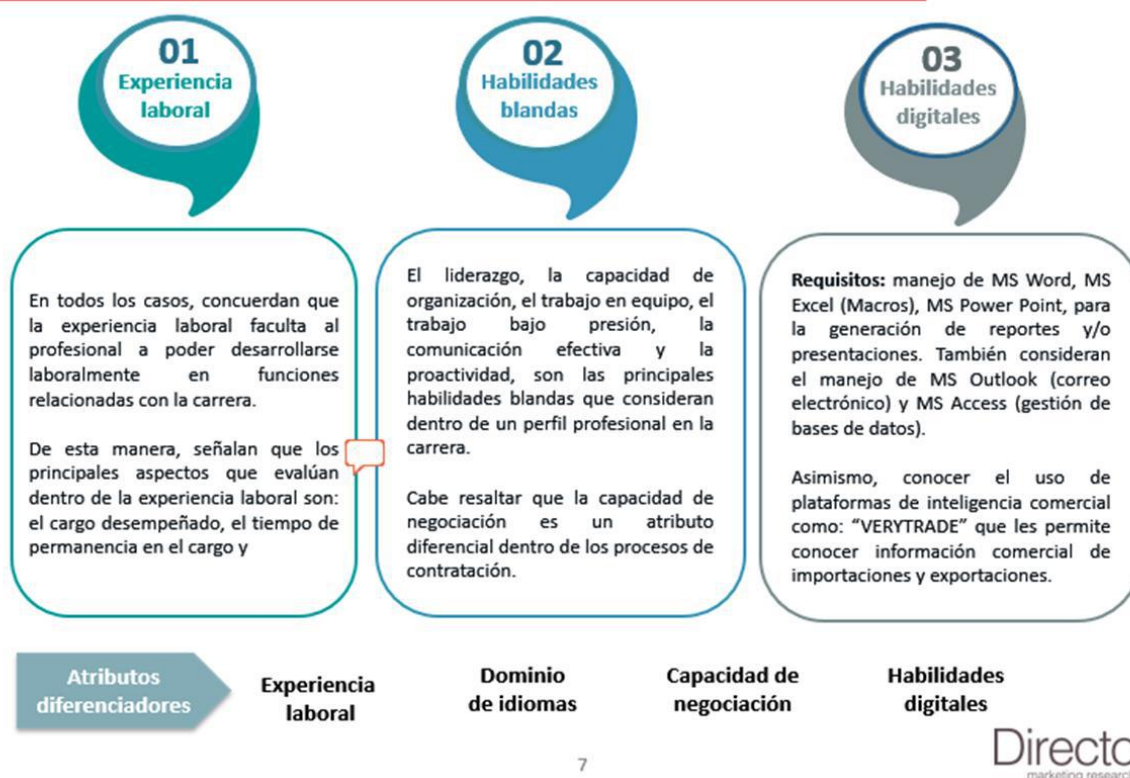 01
Experiencia
laboral
02
Habilidades
blandas
03
Habilidades
digitales
En todos los casos, concuerdan que
la experiencia laboral faculta al
profesional a poder desarrollarse
laboralmente en funciones
relacionadas con la carrera.
De esta manera, señalan que los
principales aspectos que evalúan
dentro de la experiencia laboral son:
el cargo desempeñado, el tiempo de
permanencia en el cargo y
El liderazgo, la capacidad de
organización, el trabajo en equipo, el
trabajo bajo presión, la
comunicación efectiva y la
proactividad, son las principales
habilidades blandas que consideran
dentro de un perfil profesional en la
carrera.
Cabe resaltar que la capacidad de
negociación es un atributo
diferencial dentro de los procesos de
contratación.
Requisitos: manejo de MS Word, MS
Excel (Macros), MS Power Point, para
la generación de reportes y/o
presentaciones. También consideran
el manejo de MS Outlook (correo
electrónico) y MS Access (gestión de
bases de datos).
Asimismo, conocer el uso de
plataformas de inteligencia comercial
como: “VERYTRADE” que les permite
conocer información comercial de
importaciones y exportaciones.
Atributos
diferenciadores
Experiencia
laboral
Dominio
de idiomas
Capacidad de
negociación
Habilidades
digitales
7
Directo
marketing research